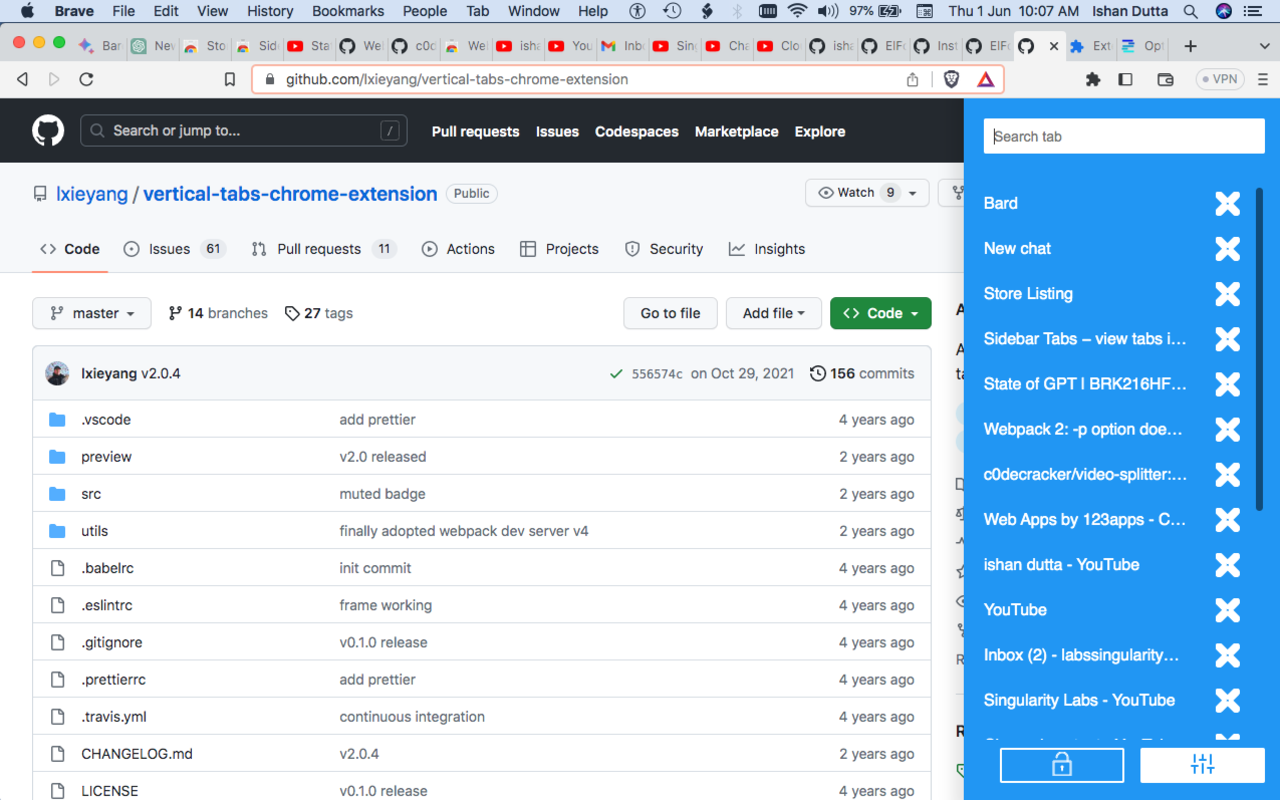 Brave File Edit View History Bookmarks People Tab Window Help 97% Thu 1 Jun 10:07 AM Ishan Dutta
Bar Nev Sto Sid Sta We c0d We isha You Inb Sing Cha Clo isha ElFc Inst ElFc Ext Opt
github.com/lxieyang/vertical-tabs-chrome-extension VPN
Search or jump to... / Pull requests Issues Codespaces Marketplace Explore
lxieyang / vertical-tabs-chrome-extension Public Watch 9
Code Issues 61 Pull requests 11 Actions Projects Security Insights
master 14 branches 27 tags Go to file Add file Code
lxieyang v2.0.4 556574c on Oct 29, 2021 156 commits
.vscode add prettier 4 years ago
preview v2.0 released 2 years ago
src muted badge 2 years ago
utils finally adopted webpack dev server v4 2 years ago
.babelrc init commit 4 years ago
.eslintrc frame working 4 years ago
.gitignore v0.1.0 release 4 years ago
.prettierrc add prettier 4 years ago
.travis.yml continuous integration 4 years ago
CHANGELOG.md v2.0.4 2 years ago
LICENSE v0.1.0 release 4 years ago
Search tab
Bard
New chat
Store Listing
Sidebar Tabs – view tabs i...
State of GPT | BRK216HF...
Webpack 2: -p option doe...
c0decracker/video-splitter:...
Web Apps by 123apps - C...
ishan dutta - YouTube
YouTube
Inbox (2) - labssingularity...
Singularity Labs - YouTube